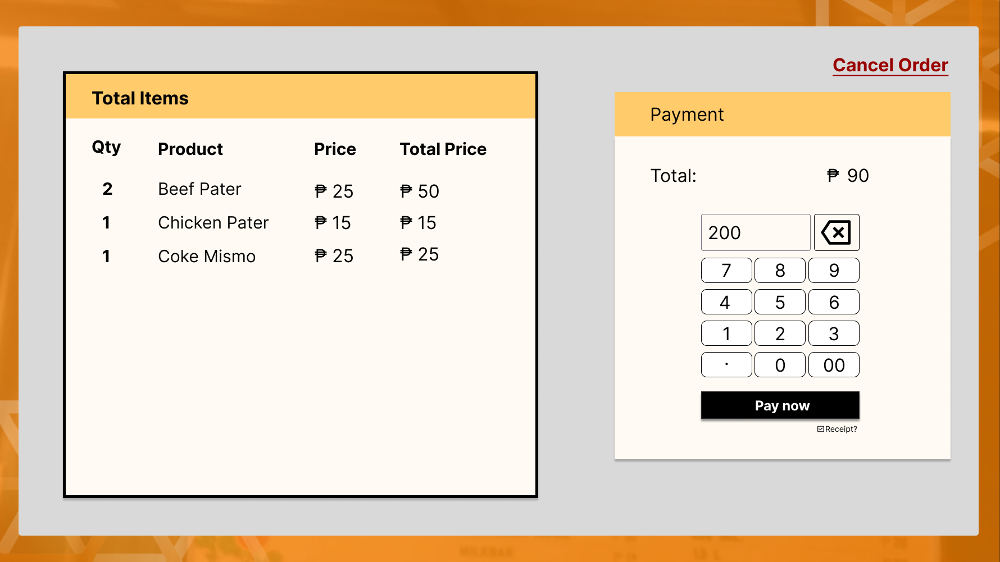 Cancel Order
Total Items
Qty Product Price Total Price
2 Beef Pater ₱ 25 ₱ 50
1 Chicken Pater ₱ 15 ₱ 15
1 Coke Mismo ₱ 25 ₱ 25
Payment
Total: ₱ 90
200
7 8 9
4 5 6
1 2 3
· 0 00
Pay now
Receipt?
MILKBAR